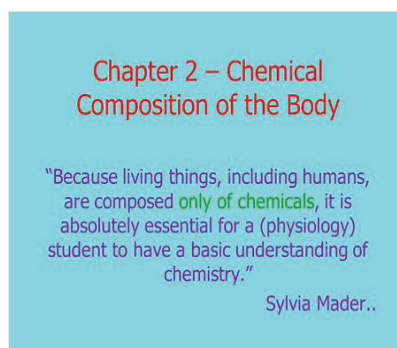 Chapter 2 – Chemical
Composition of the Body
“Because living things, including humans,
are composed only of chemicals, it is
absolutely essential for a (physiology)
student to have a basic understanding of
chemistry.”
Sylvia Mader..